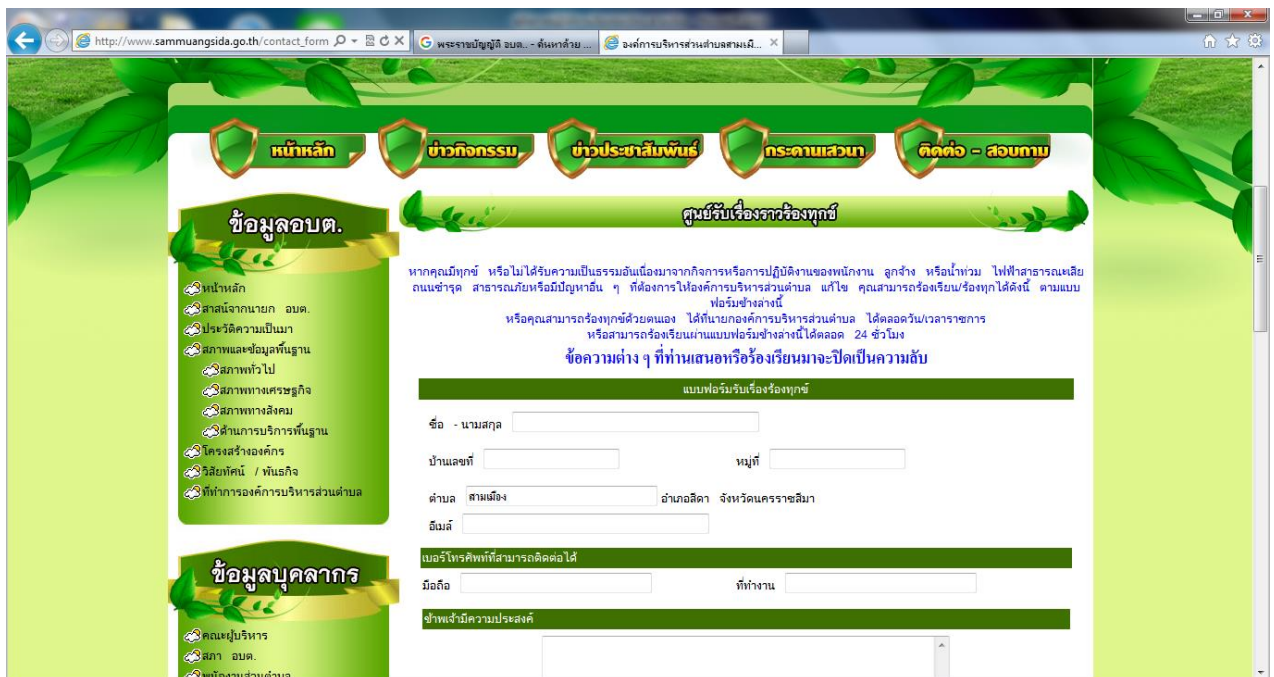 http://www.sammuangsida.go.th/contact_form
พระราชบัญญัติ อบต.. - ค้นหาด้วย ...
องค์การบริหารส่วนตำบลสามเมื...
หน้าหลัก
ข่าวกิจกรรม
ข่าวประชาสัมพันธ์
กระดานเสวนา
ติดต่อ - สอบถาม
ข้อมูลอบต.
หน้าหลัก
สาสน์จากนายก อบต.
ประวัติความเป็นมา
สภาพและข้อมูลพื้นฐาน
สภาพทั่วไป
สภาพทางเศรษฐกิจ
สภาพทางสังคม
ด้านการบริการพื้นฐาน
โครงสร้างองค์กร
วิสัยทัศน์ / พันธกิจ
ที่ทำการองค์การบริหารส่วนตำบล
ข้อมูลบุคลากร
คณะผู้บริหาร
สภา อบต.
พนักงานส่วนตำบล
ศูนย์รับเรื่องราวร้องทุกข์
หากคุณมีทุกข์ หรือไม่ได้รับความเป็นธรรมอันเนื่องมาจากกิจการหรือการปฏิบัติงานของพนักงาน ลูกจ้าง หรือน้ำท่วม ไฟฟ้าสาธารณะเสีย
ถนนชำรุด สาธารณภัยหรือมีปัญหาอื่น ๆ ที่ต้องการให้องค์การบริหารส่วนตำบล แก้ไข คุณสามารถร้องเรียน/ร้องทุกได้ดังนี้ ตามแบบ
ฟอร์มข้างล่างนี้
หรือคุณสามารถร้องทุกข์ด้วยตนเอง ได้ที่นายกองค์การบริหารส่วนตำบล ได้ตลอดวัน/เวลาราชการ
หรือสามารถร้องเรียนผ่านแบบฟอร์มข้างล่างนี้ได้ตลอด 24 ชั่วโมง
ข้อความต่าง ๆ ที่ท่านเสนอหรือร้องเรียนมาจะปิดเป็นความลับ
แบบฟอร์มรับเรื่องร้องทุกข์
ชื่อ - นามสกุล
บ้านเลขที่ หมู่ที่
ตำบล สามเมือง อำเภอสีดา จังหวัดนครราชสีมา
อีเมล์
เบอร์โทรศัพท์ที่สามารถติดต่อได้
มือถือ ที่ทำงาน
ข้าพเจ้ามีความประสงค์